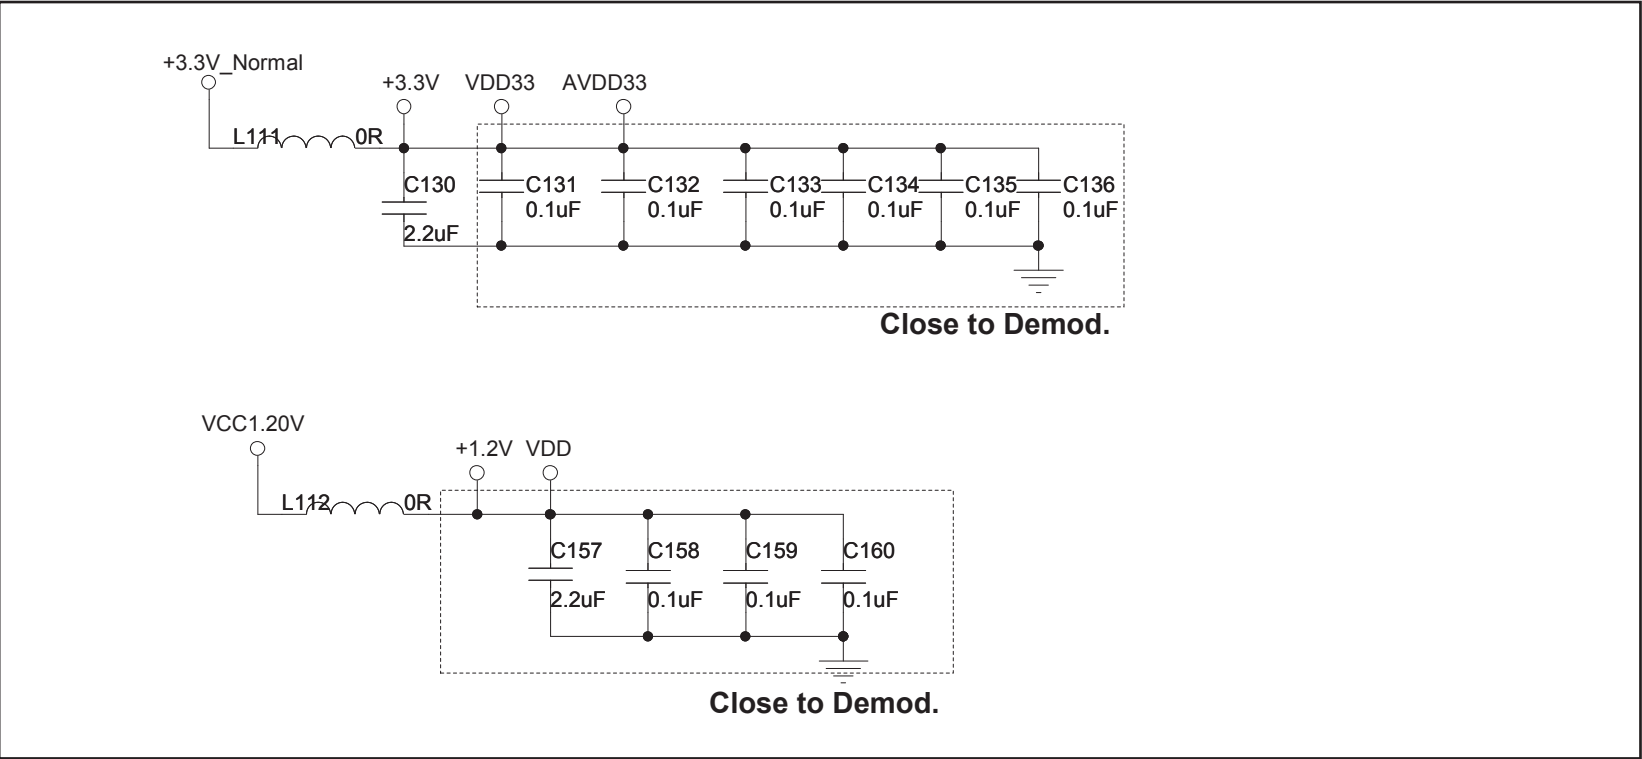 +3.3V_Normal
+3.3V VDD33 AVDD33
L111 0R
C130 C131 C132 C133 C134 C135 C136
0.1uF 0.1uF 0.1uF 0.1uF 0.1uF 0.1uF
2.2uF
Close to Demod.
VCC1.20V
+1.2V VDD
L112 0R
C157 C158 C159 C160
2.2uF 0.1uF 0.1uF 0.1uF
Close to Demod.